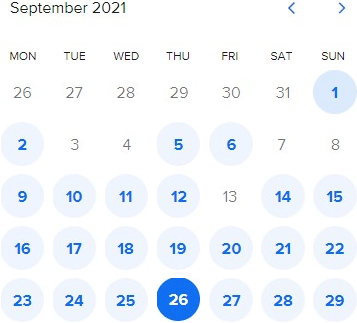 September 2021
MON TUE WED THU FRI SAT SUN
26 27 28 29 30 31 1
2 3 4 5 6 7 8
9 10 11 12 13 14 15
16 17 18 19 20 21 22
23 24 25 26 27 28 29